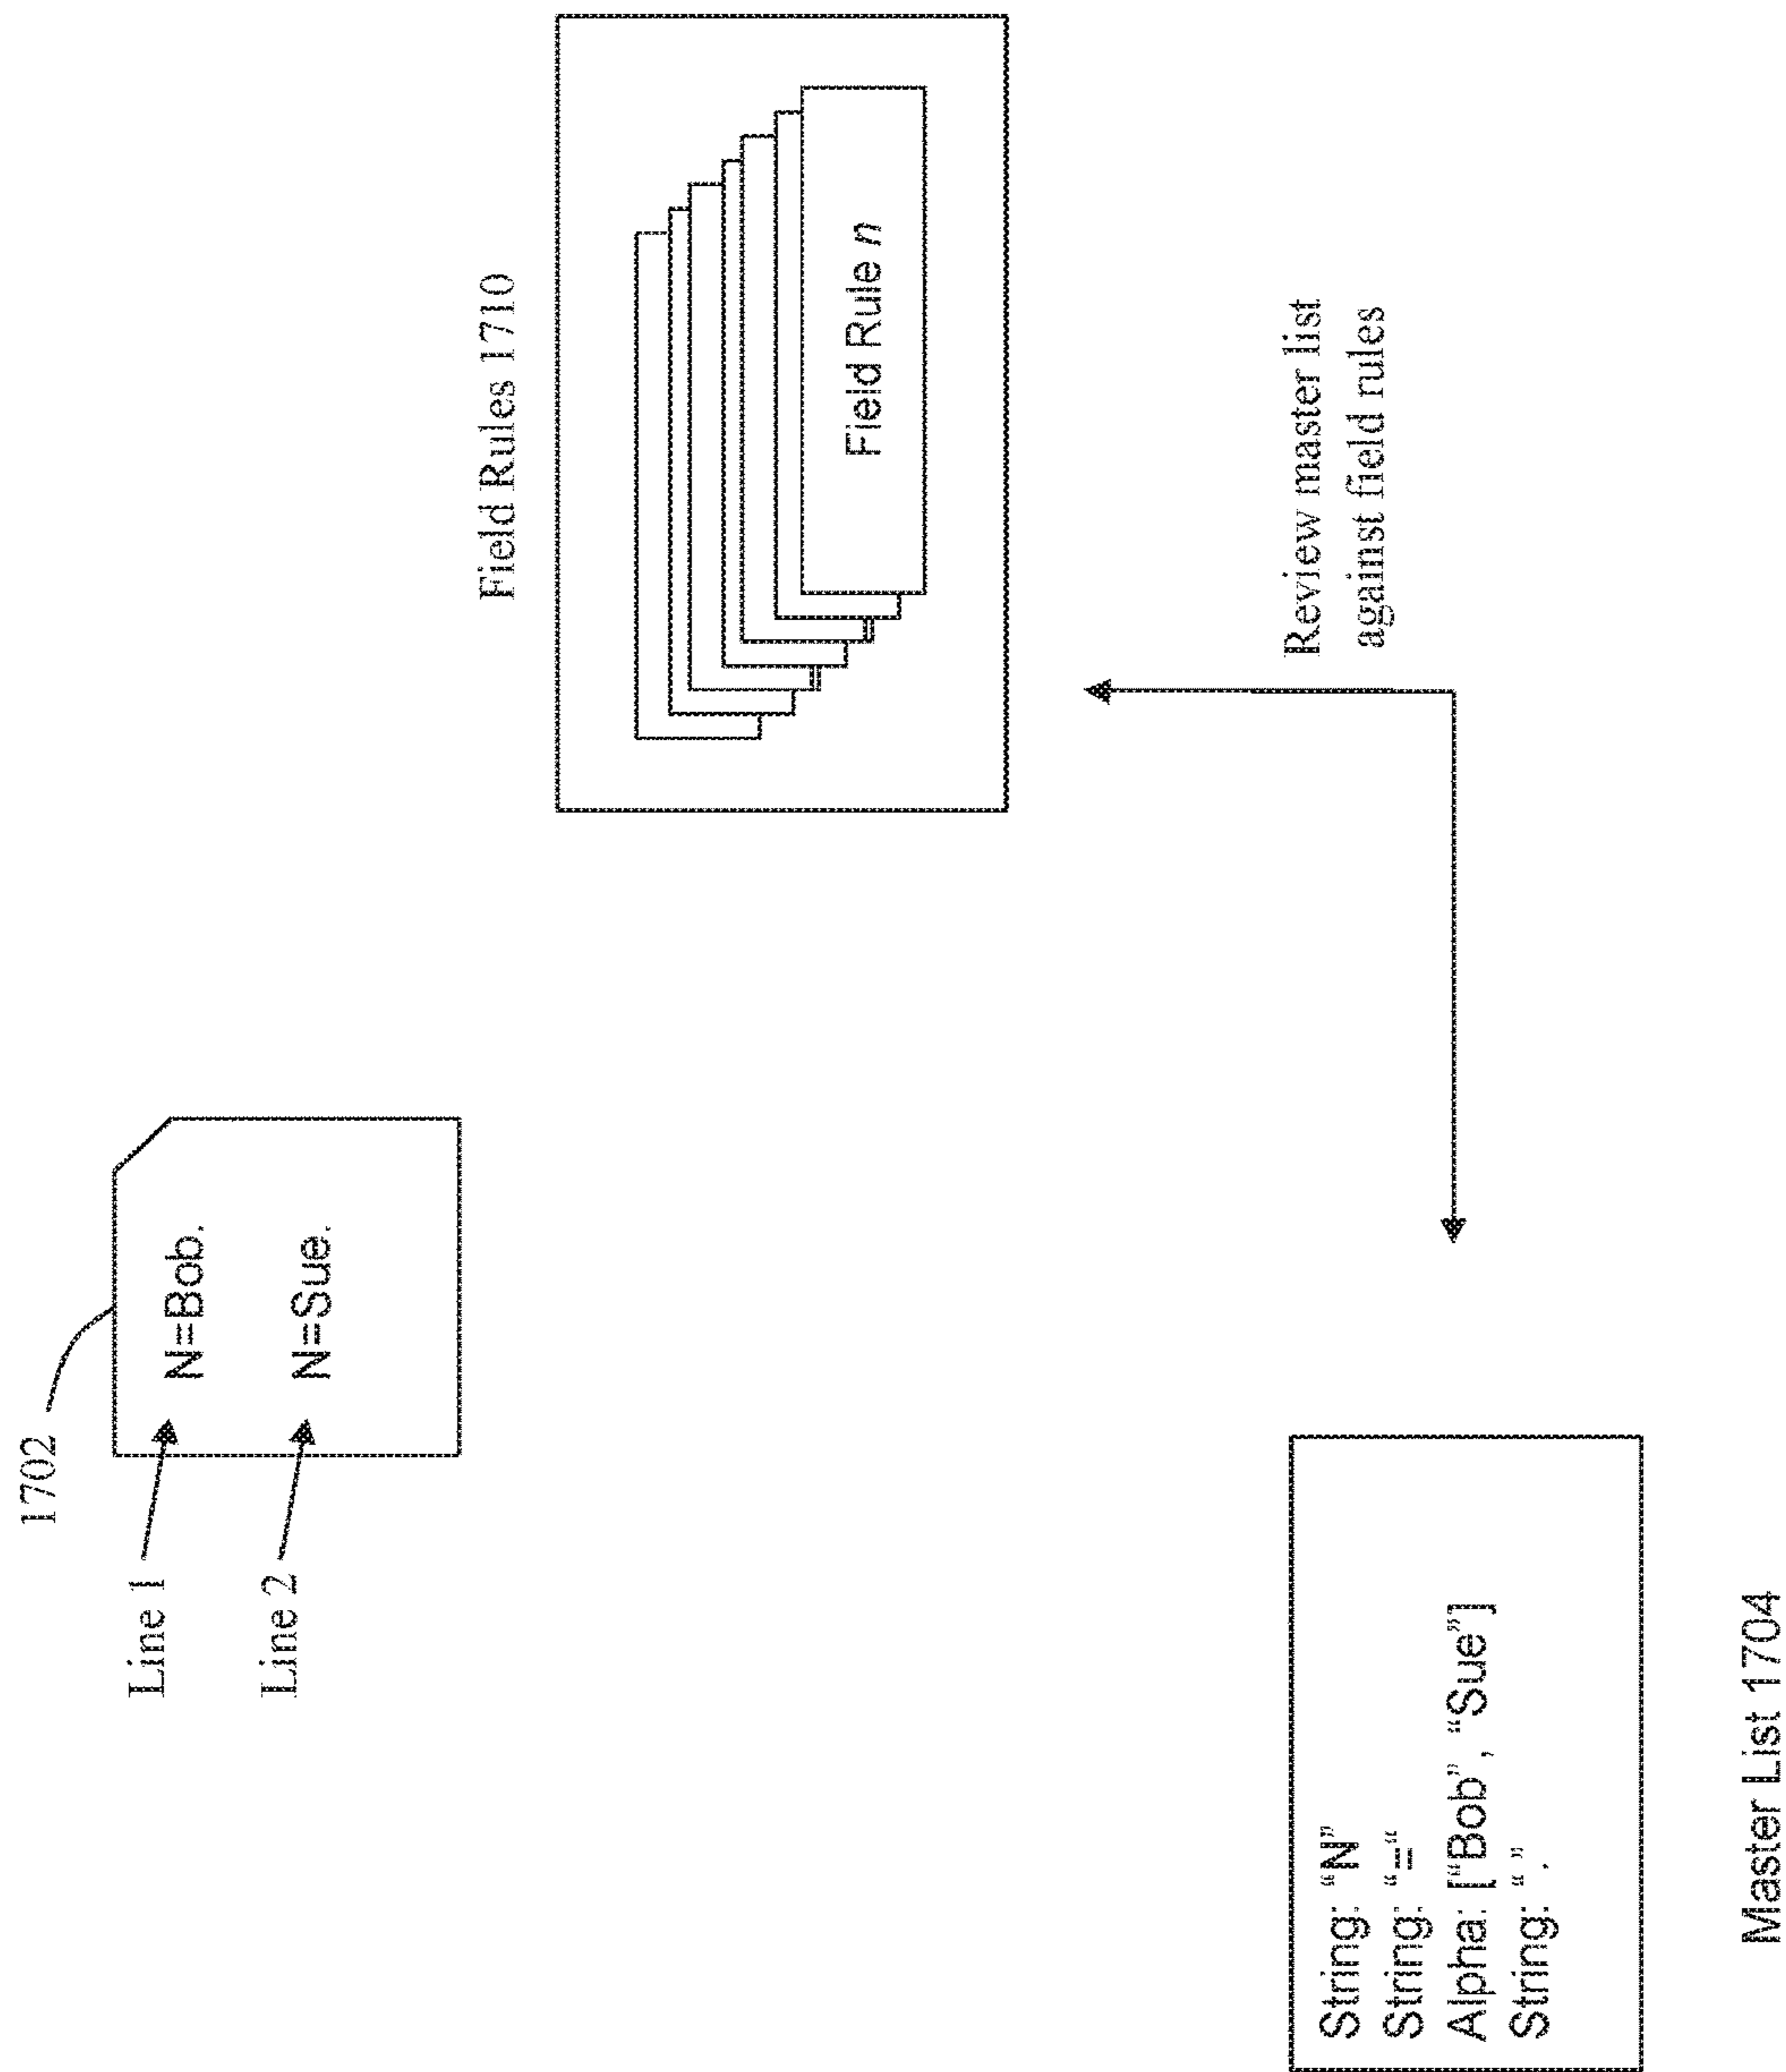 1702
Line 1
N=Bob.
Line 2
N=Sue.
Field Rules 1710
Field Rule n
Review master list
against field rules
String: “N”
String: “=“
Alpha: [“Bob”, “Sue”]
String: “.”
Master List 1704